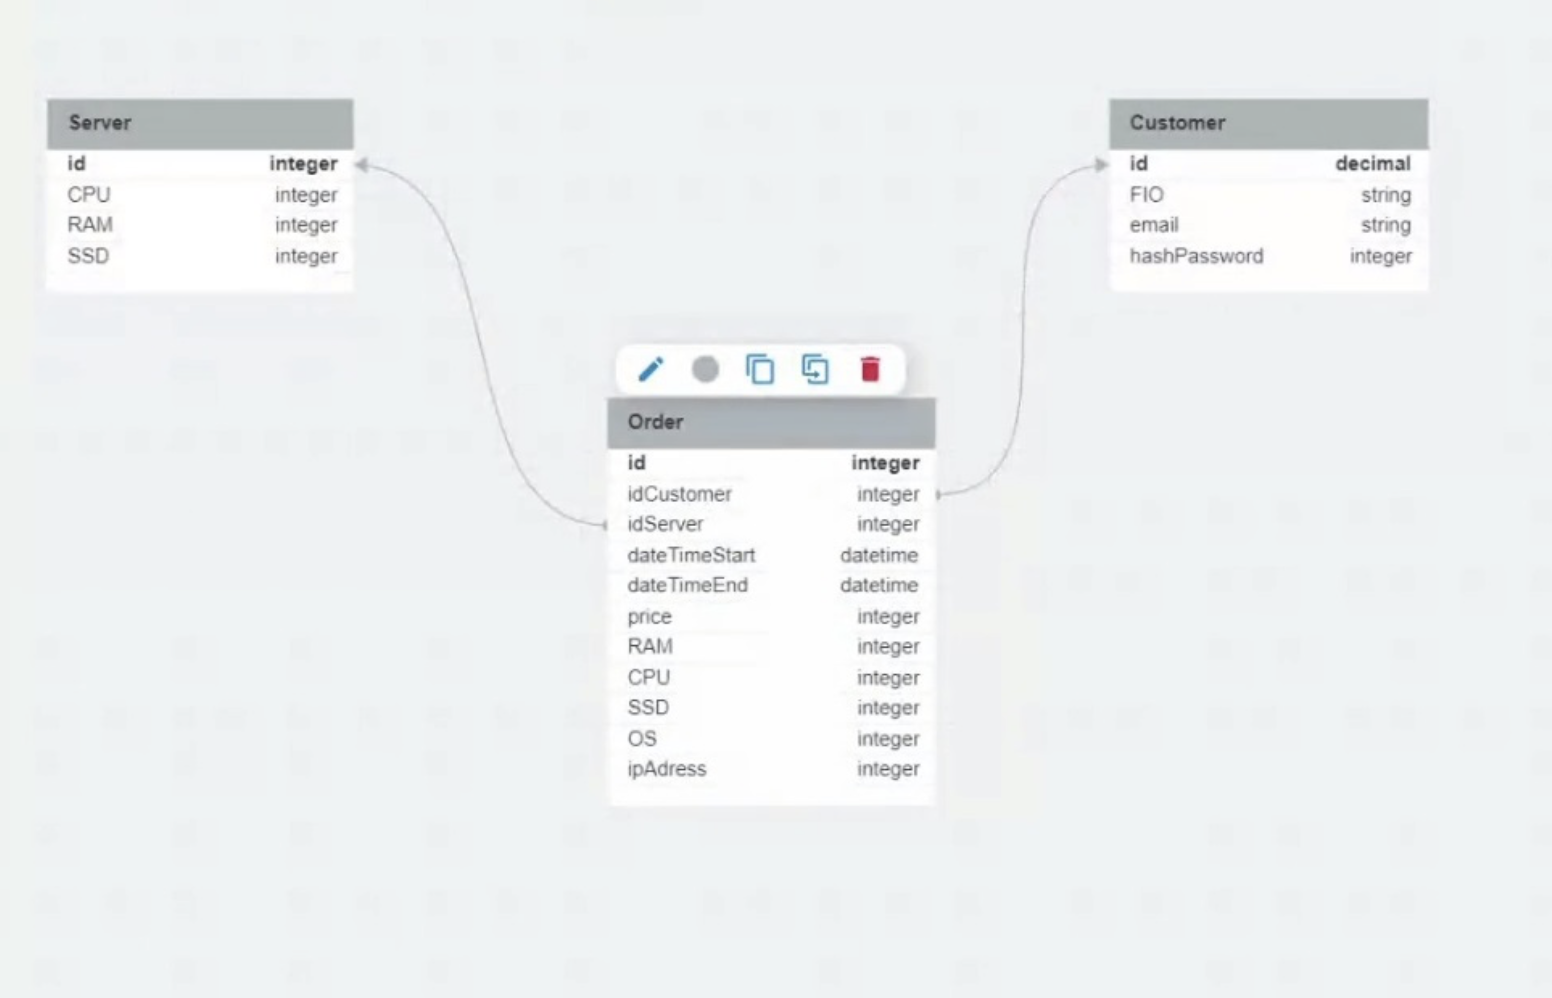 Server
id integer
CPU integer
RAM integer
SSD integer
Customer
id decimal
FIO string
email string
hashPassword integer
Order
id integer
idCustomer integer
idServer integer
dateTimeStart datetime
dateTimeEnd datetime
price integer
RAM integer
CPU integer
SSD integer
OS integer
ipAdress integer